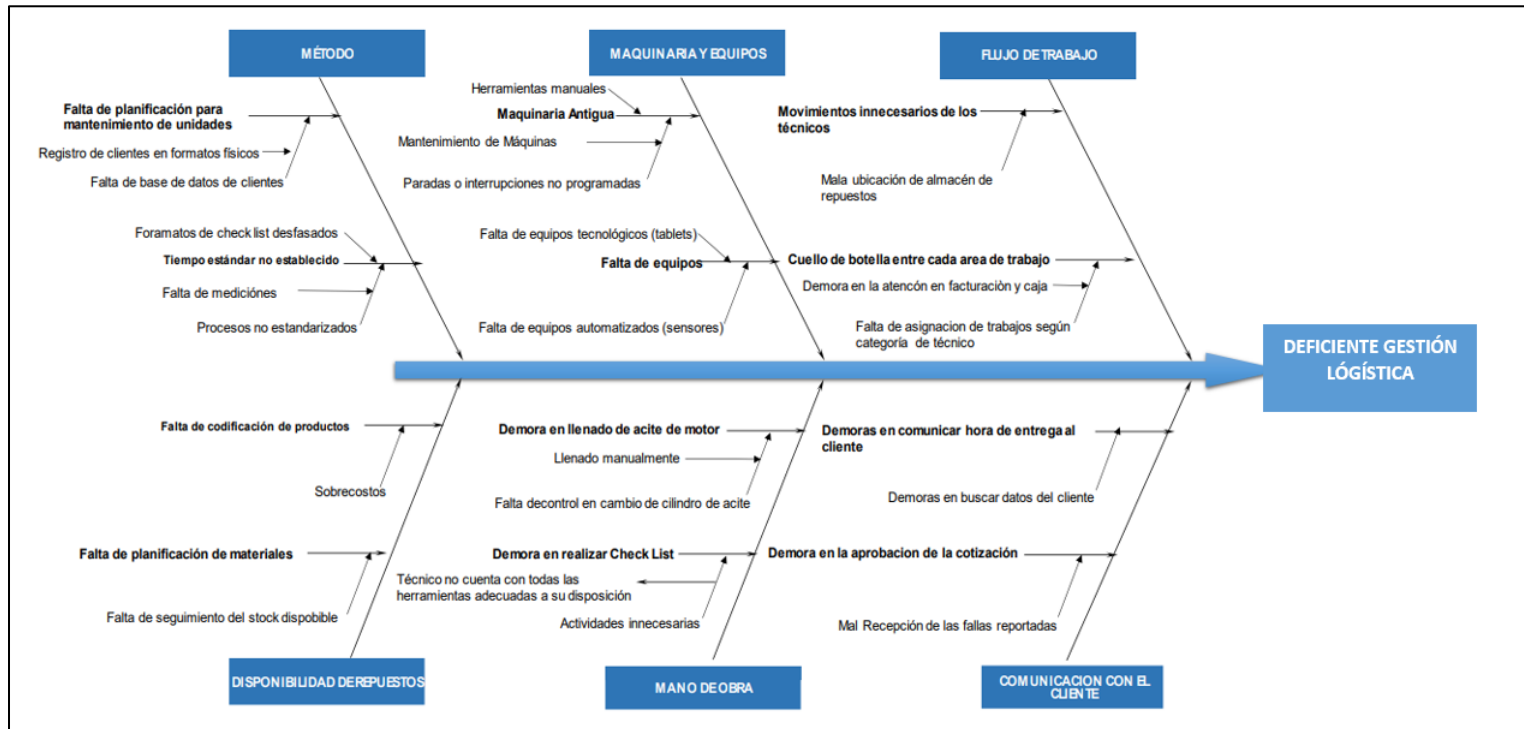 MÉTODO
MAQUINARIA Y EQUIPOS
FLUJO DE TRABAJO
Falta de planificación para
mantenimiento de unidades
Registro de clientes en formatos físicos
Falta de base de datos de clientes
Foramatos de check list desfasados
Tiempo estándar no establecido
Falta de mediciónes
Procesos no estandarizados
Herramientas manuales
Maquinaria Antigua
Mantenimiento de Máquinas
Paradas o interrupciones no programadas
Falta de equipos tecnológicos (tablets)
Falta de equipos
Falta de equipos automatizados (sensores)
Movimientos innecesarios de los
técnicos
Mala ubicación de almacén de
repuestos
Cuello de botella entre cada area de trabajo
Demora en la atencón en facturaciòn y caja
Falta de asignacion de trabajos según
categoría de técnico
DEFICIENTE GESTIÓN
LÓGÍSTICA
Falta de codificación de productos
Sobrecostos
Falta de planificación de materiales
Falta de seguimiento del stock dispobible
Demora en llenado de acite de motor
Llenado manualmente
Falta decontrol en cambio de cilindro de acite
Demora en realizar Check List
Técnico no cuenta con todas las
herramientas adecuadas a su disposición
Actividades innecesarias
Demoras en comunicar hora de entrega al
cliente
Demoras en buscar datos del cliente
Demora en la aprobacion de la cotización
Mal Recepción de las fallas reportadas
DISPONIBILIDAD DE REPUESTOS
MANO DE OBRA
COMUNICACION CON EL
CLIENTE